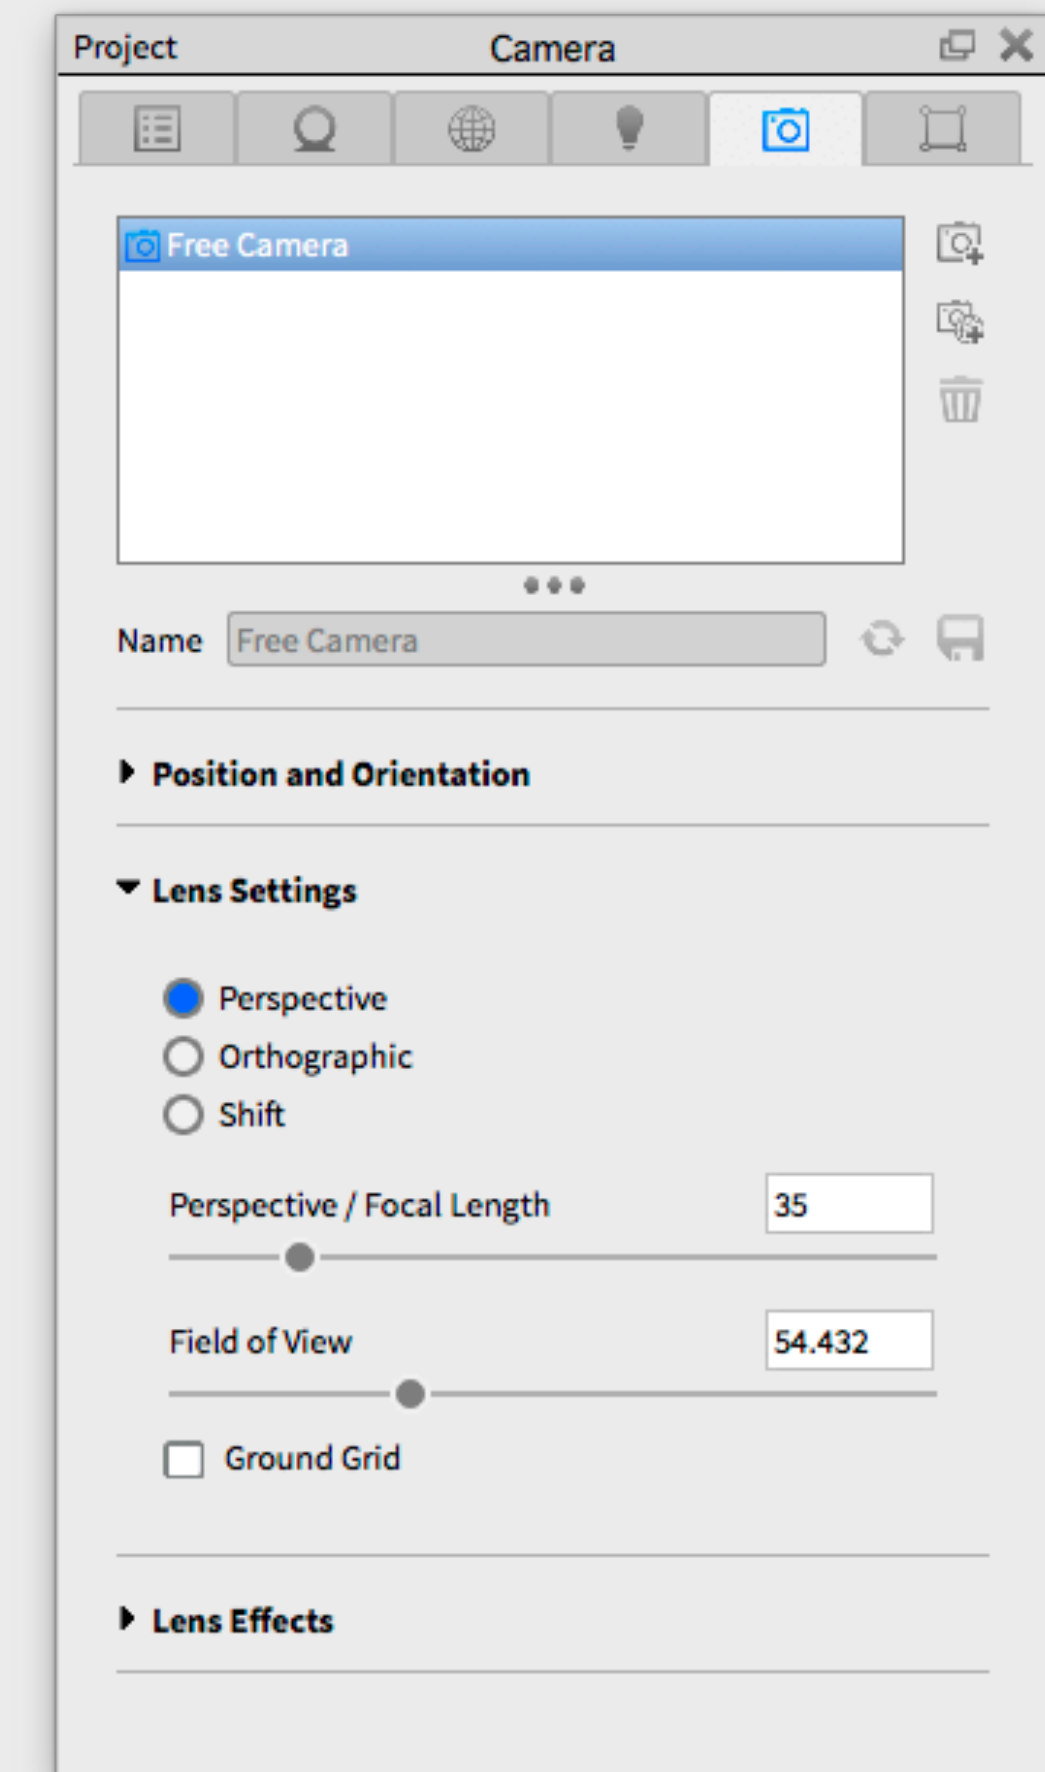 Project Camera
Free Camera
Name Free Camera
Position and Orientation
Lens Settings
Perspective
Orthographic
Shift
Perspective / Focal Length 35
Field of View 54.432
Ground Grid
Lens Effects